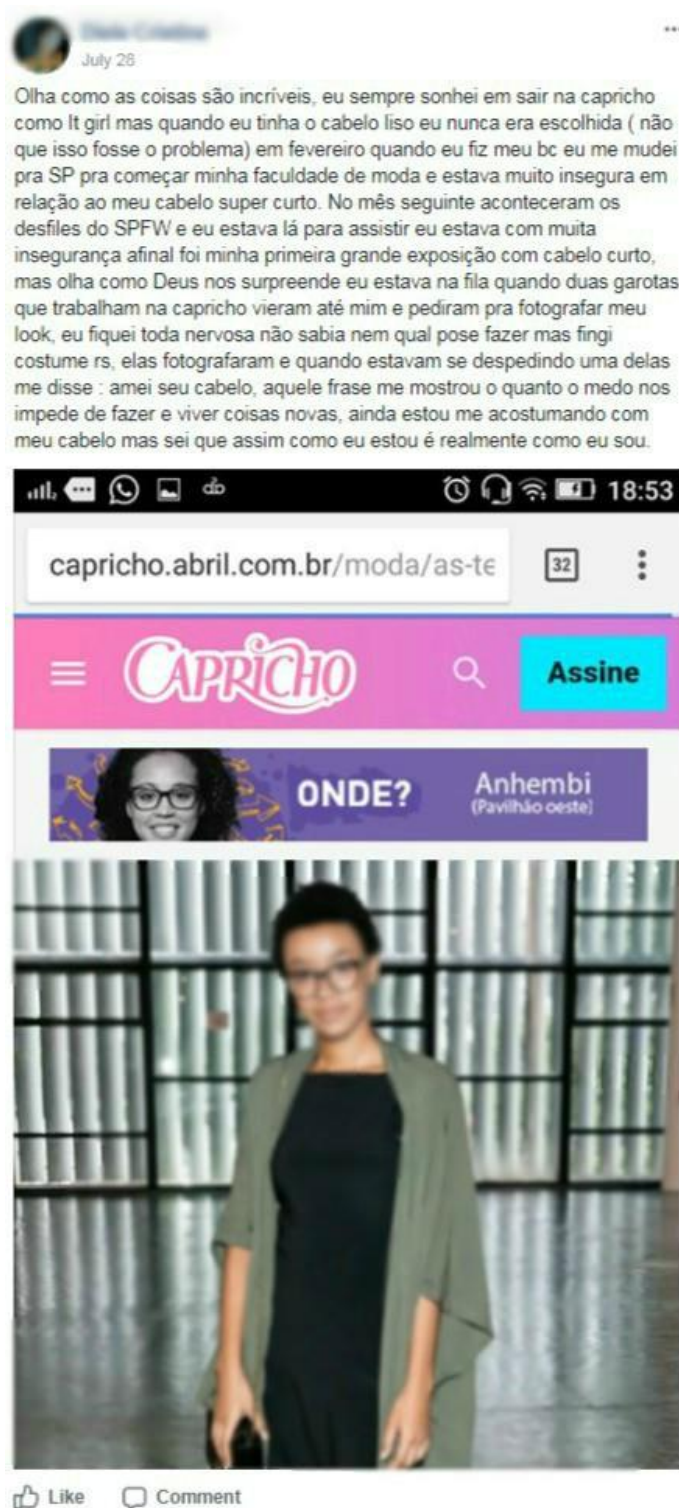 July 28
Olha como as coisas são incríveis, eu sempre sonhei em sair na capricho
como It girl mas quando eu tinha o cabelo liso eu nunca era escolhida ( não
que isso fosse o problema) em fevereiro quando eu fiz meu bc eu me mudei
pra SP pra começar minha faculdade de moda e estava muito insegura em
relação ao meu cabelo super curto. No mês seguinte aconteceram os
desfiles do SPFW e eu estava lá para assistir eu estava com muita
insegurança afinal foi minha primeira grande exposição com cabelo curto,
mas olha como Deus nos surpreende eu estava na fila quando duas garotas
que trabalham na capricho vieram até mim e pediram pra fotografar meu
look, eu fiquei toda nervosa não sabia nem qual pose fazer mas fingi
costume rs, elas fotografaram e quando estavam se despedindo uma delas
me disse : amei seu cabelo, aquele frase me mostrou o quanto o medo nos
impede de fazer e viver coisas novas, ainda estou me acostumando com
meu cabelo mas sei que assim como eu estou é realmente como eu sou.
18:53
capricho.abril.com.br/moda/as-te
32
CAPRICHO
Assine
ONDE?
Anhembi
(Pavilhão oeste)
Like
Comment